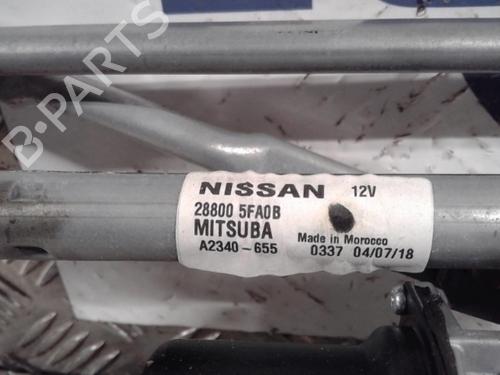 B-PARTS
NISSAN 12V
28800 5FA0B
MITSUBA
A2340-655
Made in Morocco
0337 04/07/18